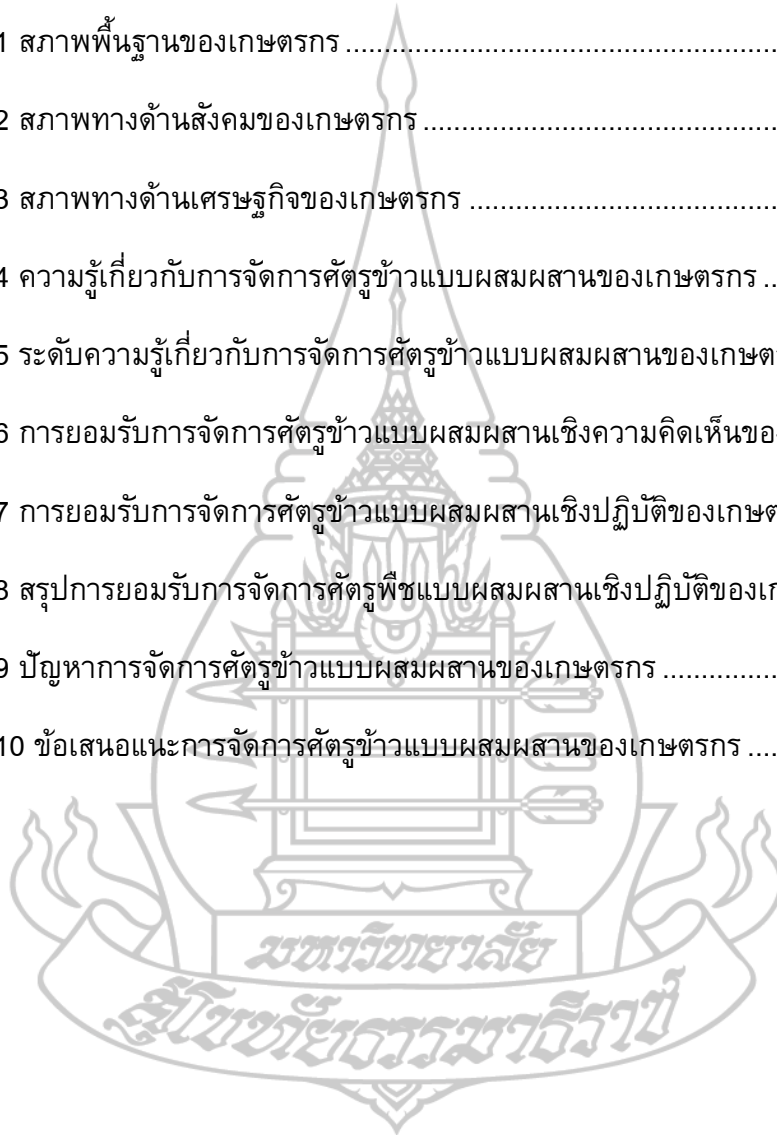 1 สภาพพื้นฐานของเกษตรกร ..........................................................
2 สภาพทางด้านสังคมของเกษตรกร ................................................
3 สภาพทางด้านเศรษฐกิจของเกษตรกร ..........................................
4 ความรู้เกี่ยวกับการจัดการศัตรูข้าวแบบผสมผสานของเกษตรกร ..
5 ระดับความรู้เกี่ยวกับการจัดการศัตรูข้าวแบบผสมผสานของเกษต
6 การยอมรับการจัดการศัตรูข้าวแบบผสมผสานเชิงความคิดเห็นขอ
7 การยอมรับการจัดการศัตรูข้าวแบบผสมผสานเชิงปฏิบัติของเกษต
8 สรุปการยอมรับการจัดการศัตรูพืชแบบผสมผสานเชิงปฏิบัติของเก
9 ปัญหาการจัดการศัตรูข้าวแบบผสมผสานของเกษตรกร ...............
10 ข้อเสนอแนะการจัดการศัตรูข้าวแบบผสมผสานของเกษตรกร ....
มหาวิทยาลัย
สุโขทัยธรรมาธิราช